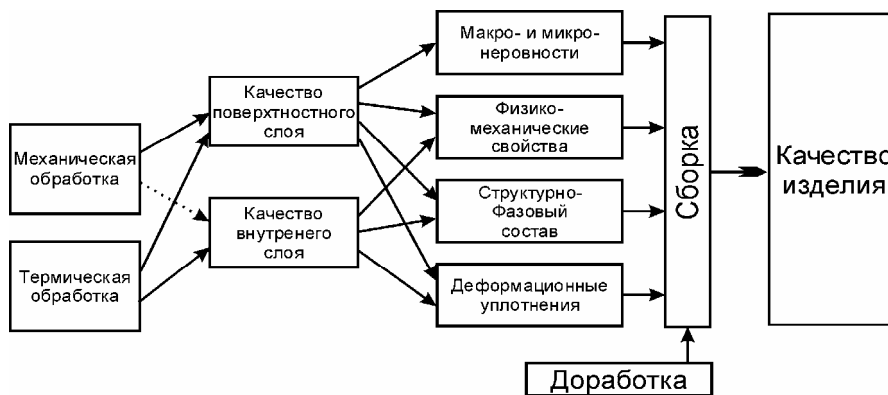 Механическая
обработка
Термическая
обработка
Качество
поверхтностного
слоя
Качество
внутренего
слоя
Макро- и микро-
неровности
Физико-
механические
свойства
Структурно-
Фазовый
состав
Деформационные
уплотнения
Сборка
Доработка
Качество
изделия